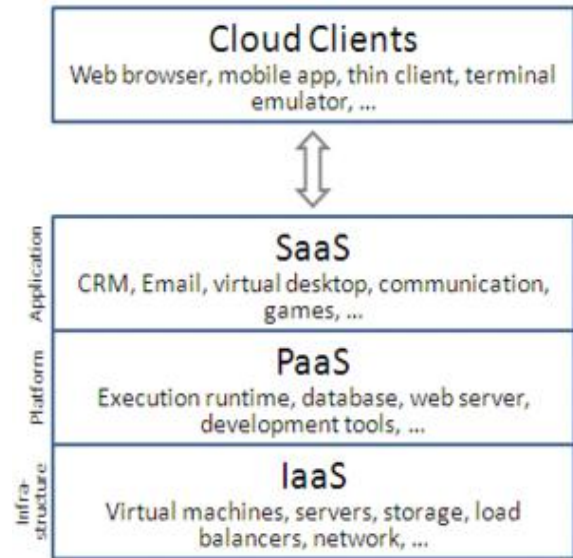 Cloud Clients
Web browser, mobile app, thin client, terminal
emulator, ...
Application
SaaS
CRM, Email, virtual desktop, communication,
games, ...
Platform
PaaS
Execution runtime, database, web server,
development tools, ...
Infra-
structure
IaaS
Virtual machines, servers, storage, load
balancers, network, ...